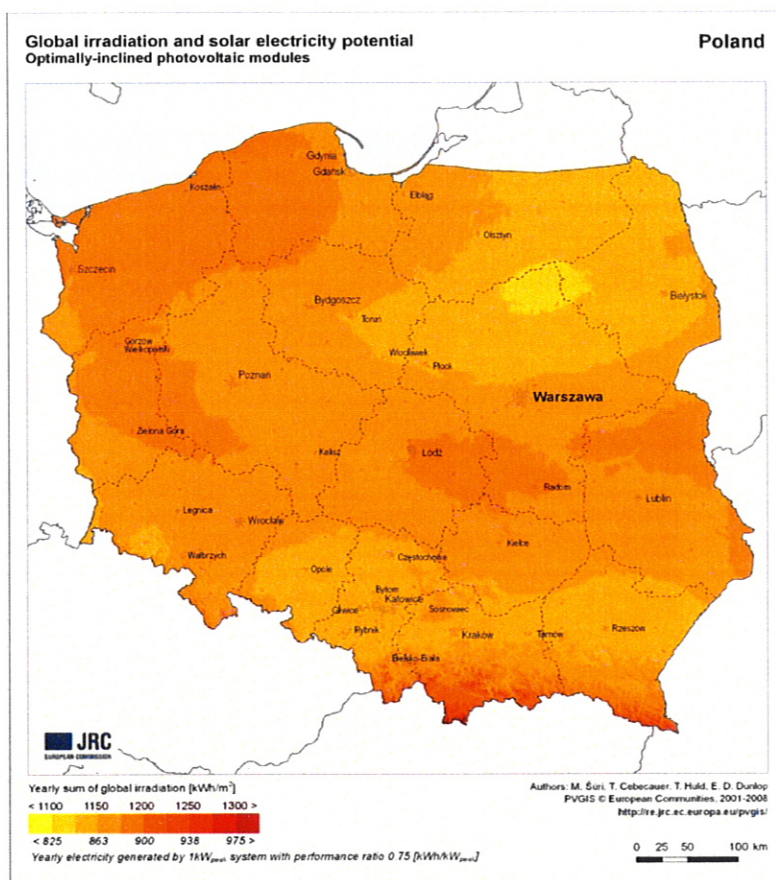 Global irradiation and solar electricity potential
Optimally-inclined photovoltaic modules
Poland
Gdynia
Gdańsk
Koszalin
Elbląg
Olsztyn
Szczecin
Białystok
Bydgoszcz
Toruń
Gorzów
Wielkopolski
Włocławek
Płock
Poznań
Warszawa
Zielona Góra
Kalisz
Łódź
Radom
Lublin
Legnica
Wrocław
Wałbrzych
Kielce
Częstochowa
Opole
Bytom
Katowice
Gliwice
Sosnowiec
Rybnik
Kraków
Tarnów
Rzeszów
Bielsko-Biała
JRC
EUROPEAN COMMISSION
Yearly sum of global irradiation [kWh/m²]
< 1100 1150 1200 1250 1300 >
< 825 863 900 938 975 >
Yearly electricity generated by 1kWpeak system with performance ratio 0.75 [kWh/kWpeak]
Authors: M. Šúri, T. Cebecauer, T. Huld, E. D. Dunlop
PVGIS © European Communities, 2001-2008
http://re.jrc.ec.europa.eu/pvgis/
0 25 50 100 km